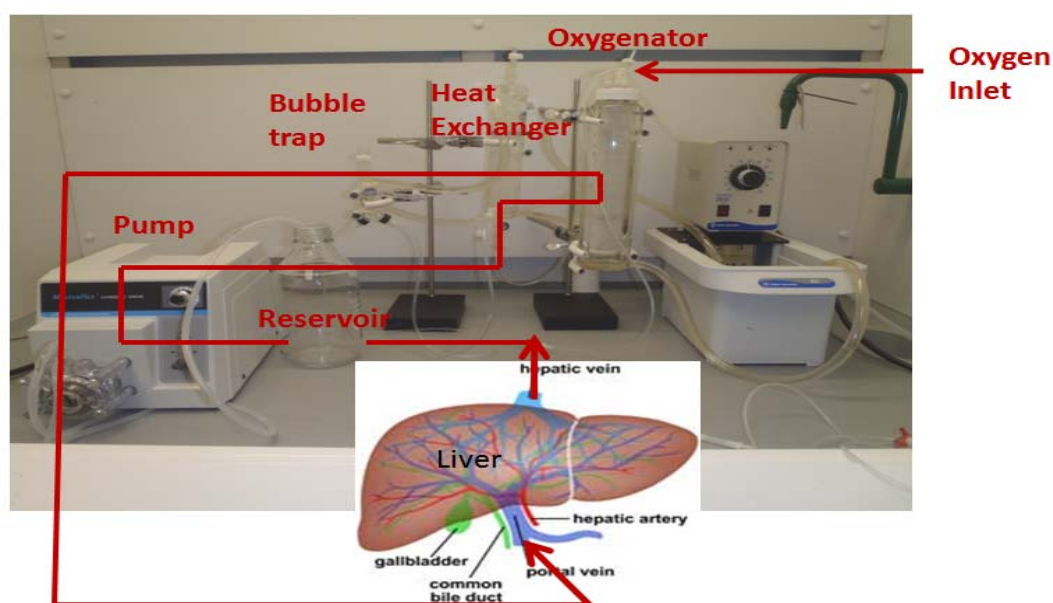 Oxygenator
Oxygen
Inlet
Bubble
trap
Heat
Exchanger
Pump
Reservoir
hepatic vein
Liver
hepatic artery
gallbladder
common
bile duct
portal vein